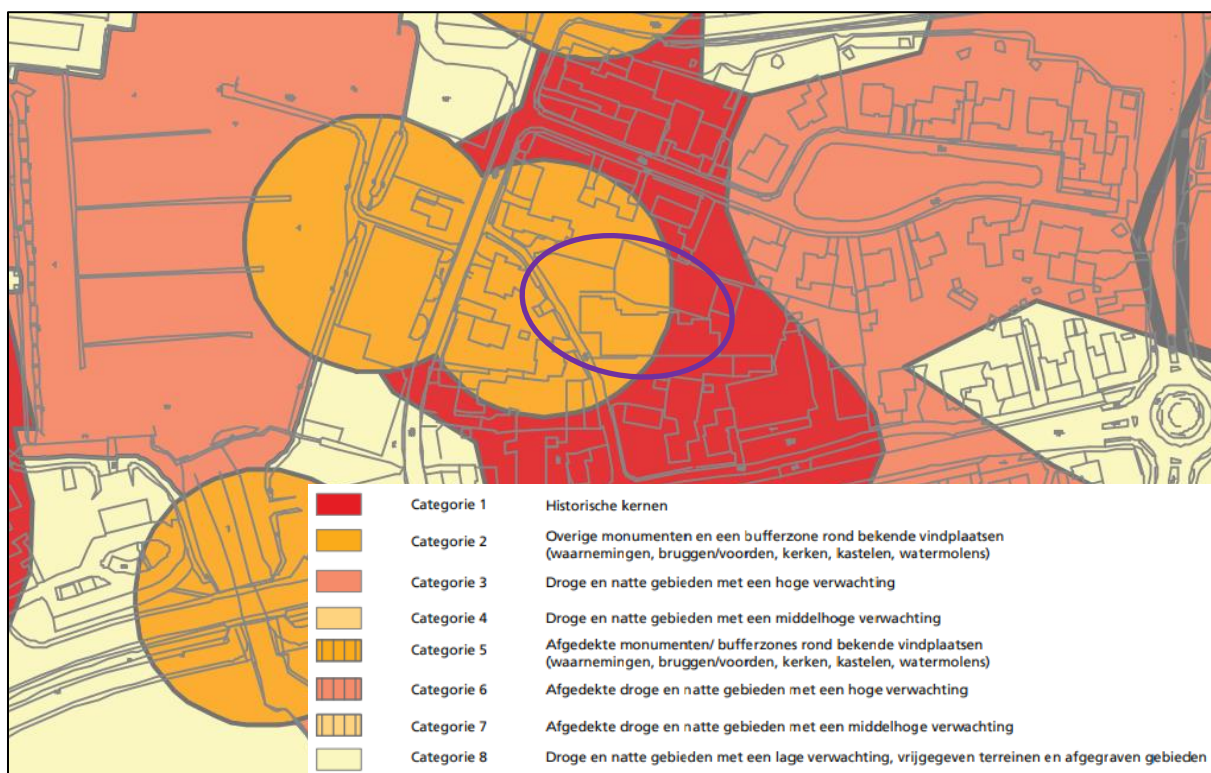 Categorie 1 Historische kernen
Categorie 2 Overige monumenten en een bufferzone rond bekende vindplaatsen
(waarnemingen, bruggen/voorden, kerken, kastelen, watermolens)
Categorie 3 Droge en natte gebieden met een hoge verwachting
Categorie 4 Droge en natte gebieden met een middelhoge verwachting
Categorie 5 Afgedekte monumenten/ bufferzones rond bekende vindplaatsen
(waarnemingen, bruggen/voorden, kerken, kastelen, watermolens)
Categorie 6 Afgedekte droge en natte gebieden met een hoge verwachting
Categorie 7 Afgedekte droge en natte gebieden met een middelhoge verwachting
Categorie 8 Droge en natte gebieden met een lage verwachting, vrijgegeven terreinen en afgegraven gebieden